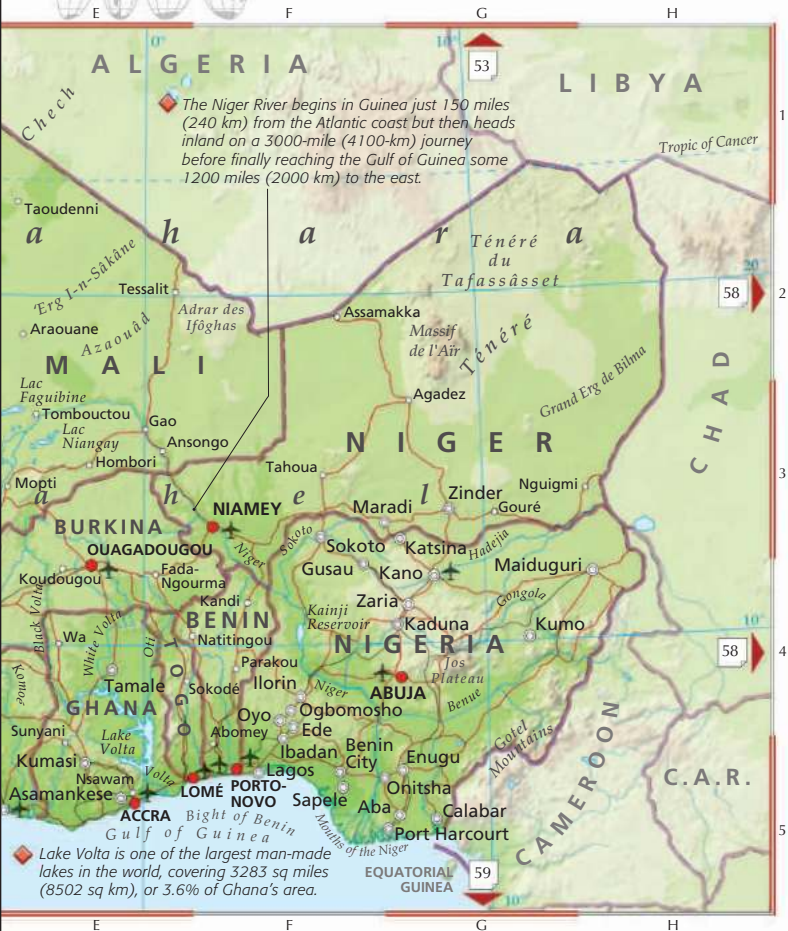 E F G H
0° 10°
ALGERIA
53
LIBYA
Chech
The Niger River begins in Guinea just 150 miles
(240 km) from the Atlantic coast but then heads
inland on a 3000-mile (4100-km) journey
before finally reaching the Gulf of Guinea some
1200 miles (2000 km) to the east.
1
Tropic of Cancer
Taoudenni
a h a r a
Ténéré
du
Tafassâsset
20
58
2
Erg I-n-Sâkâne
Tessalit
Adrar des
Ifôghas
Assamakka
Araouane
Azaouâd
Massif
de l'Aïr
Ténéré
MALI
Grand Erg de Bilma
CHAD
Lac
Faguibine
Agadez
Tombouctou
Gao
Lac
Niangay
Ansongo
NIGER
Hombori
Tahoua
3
Mopti
a h e l
Nguigmi
Zinder
Maradi
Gouré
NIAMEY
BURKINA
OUAGADOUGOU
Niger
Sokoto
Sokoto
Katsina
Hadejia
Koudougou
Fada-
Ngourma
Gusau
Kano
Maiduguri
Kandi
Zaria
Gongola
Black Volta
BENIN
Kainji
Reservoir
Kaduna
Kumo
10°
Wa
White Volta
Oti
TOGO
Natitingou
NIGERIA
58
4
Komoé
Parakou
Jos
Plateau
Tamale
Sokodé
Ilorin
Niger
ABUJA
Benue
GHANA
Oyo
Ogbomosho
Sunyani
Lake
Volta
Abomey
Ede
Gotel
Mountains
Kumasi
Ibadan
Benin
City
Enugu
CAMEROON
C.A.R.
Nsawam
Volta
Lagos
Onitsha
Asamankese
LOMÉ
PORTO-
NOVO
Sapele
Aba
Calabar
ACCRA
Bight of Benin
Port Harcourt
5
Gulf of Guinea
Mouths of the Niger
Lake Volta is one of the largest man-made
lakes in the world, covering 3283 sq miles
(8502 sq km), or 3.6% of Ghana's area.
EQUATORIAL
GUINEA
59
10
E F G H